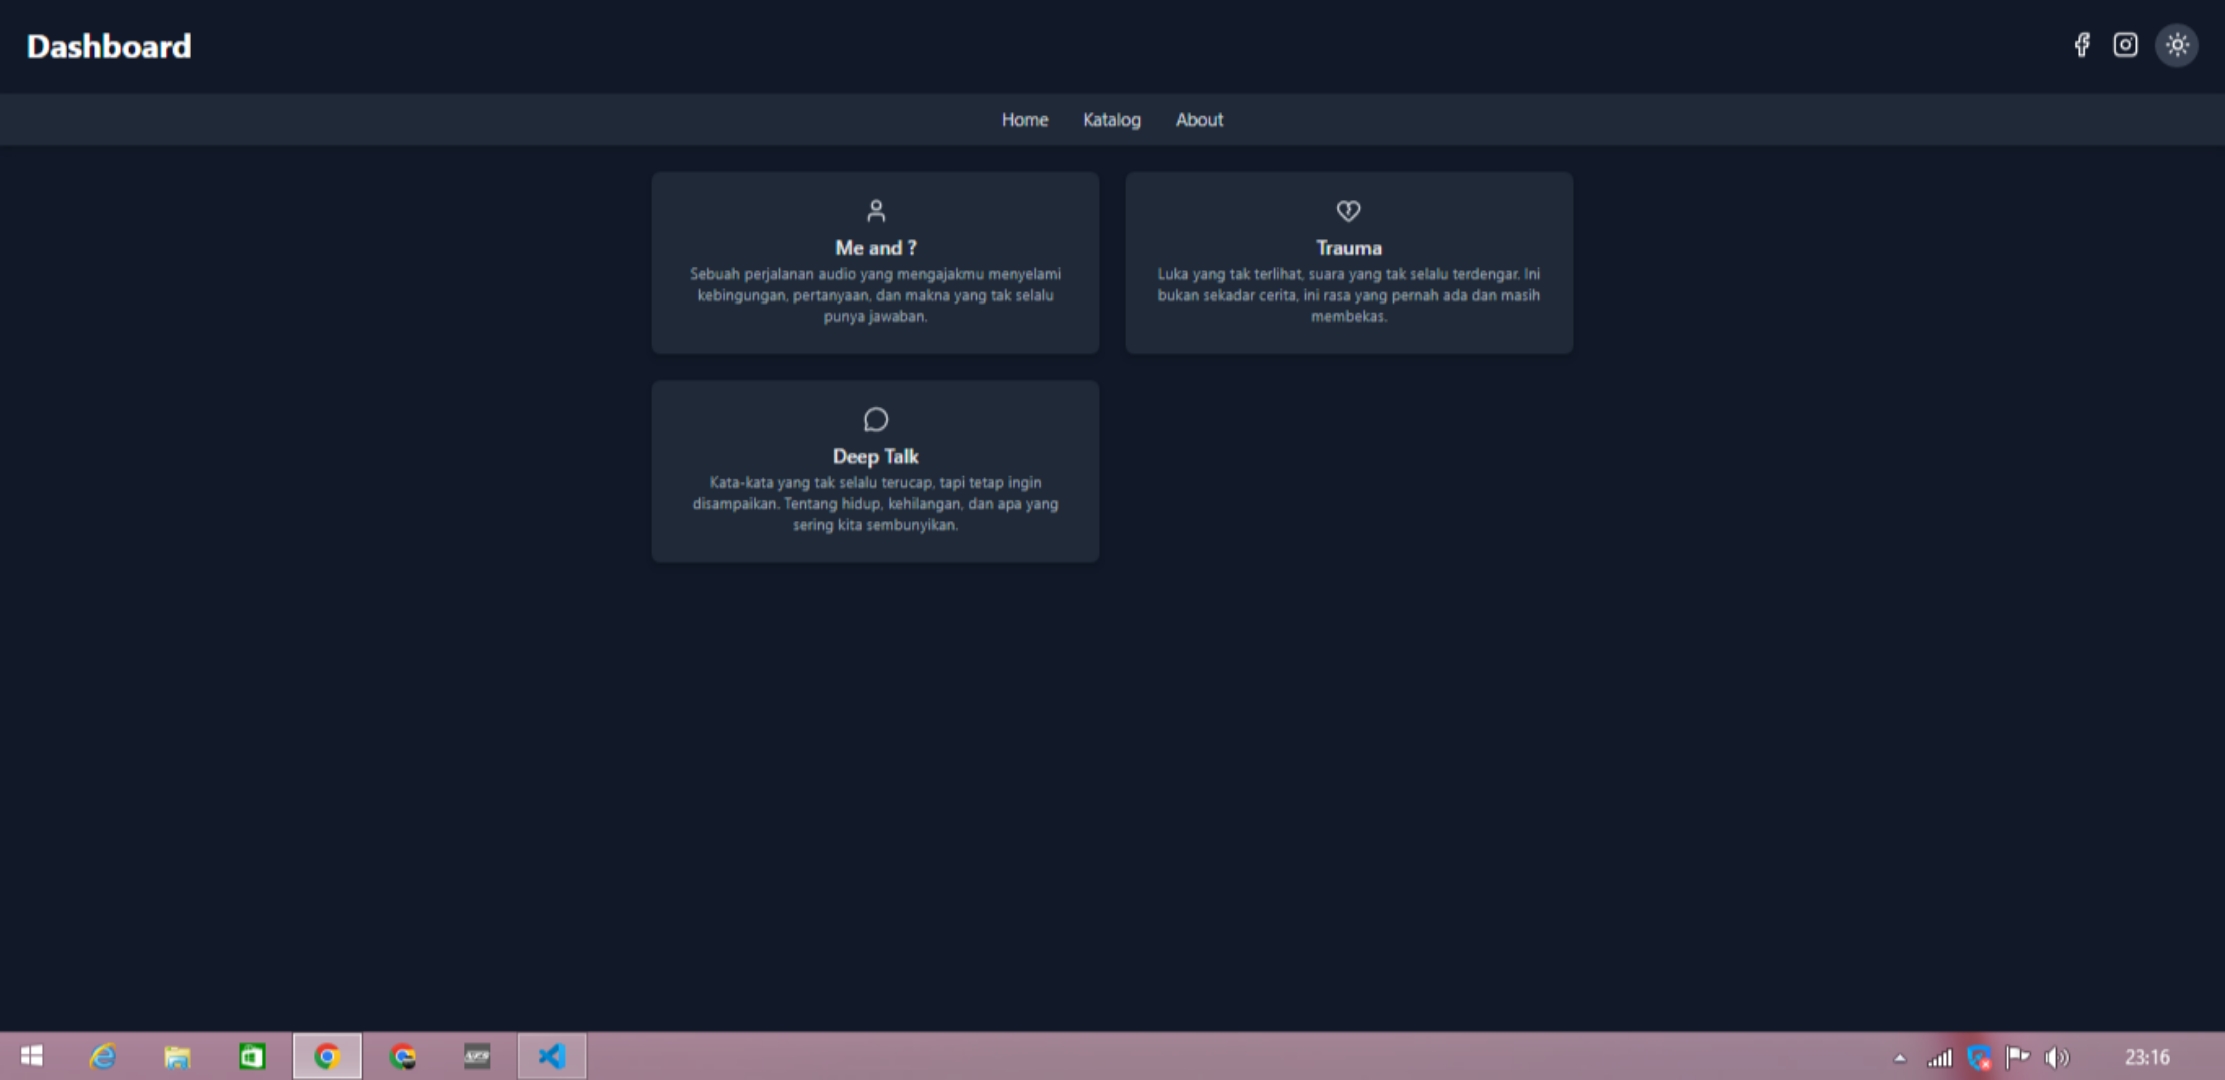 Dashboard
Home Katalog About
Me and ?
Sebuah perjalanan audio yang mengajakmu menyelami
kebingungan, pertanyaan, dan makna yang tak selalu
punya jawaban.
Trauma
Luka yang tak terlihat, suara yang tak selalu terdengar. Ini
bukan sekadar cerita, ini rasa yang pernah ada dan masih
membekas.
Deep Talk
Kata-kata yang tak selalu terucap, tapi tetap ingin
disampaikan. Tentang hidup, kehilangan, dan apa yang
sering kita sembunyikan.
23:16